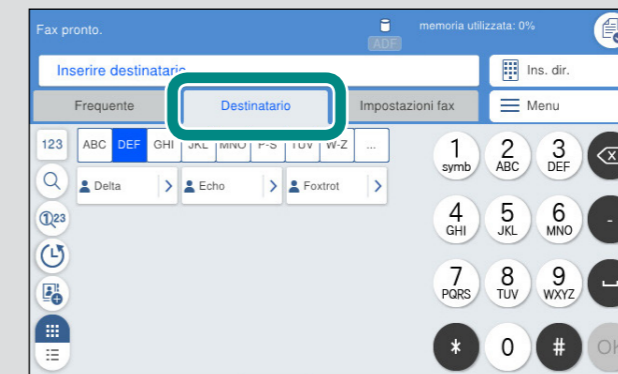 Fax pronto.
memoria utilizzata: 0%
ADF
Inserire destinatario
Ins. dir.
Frequente
Destinatario
Impostazioni fax
Menu
123
ABC DEF GHI JKL MNO P-S TUV W-Z ...
Delta
Echo
Foxtrot
123
1 symb
2 ABC
3 DEF
4 GHI
5 JKL
6 MNO
-
7 PQRS
8 TUV
9 WXYZ
*
0
#
OK